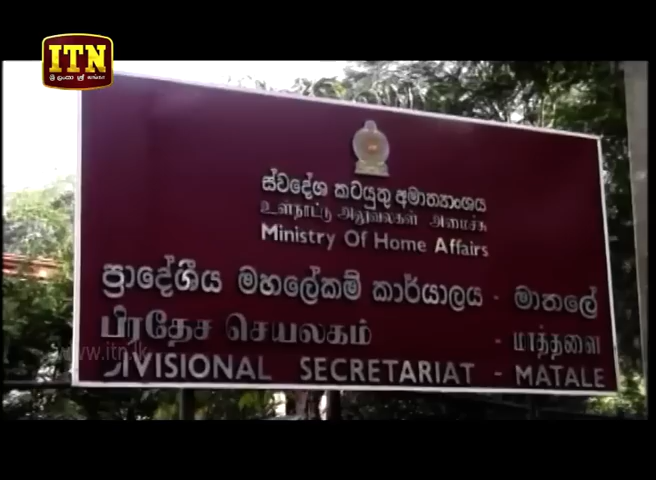 ITN
ශ්‍රී ලංකා ශ්‍රී லங்கா
ස්වදේශ කටයුතු අමාත්‍යාංශය
உள்நாட்டு அலுவல்கள் அமைச்சு
Ministry Of Home Affairs
ප්‍රාදේශීය මහලේකම් කාර්යාලය - මාතලේ
பிரதேச செயலகம் - மாத்தளை
www.itn.lk
DIVISIONAL SECRETARIAT - MATALE